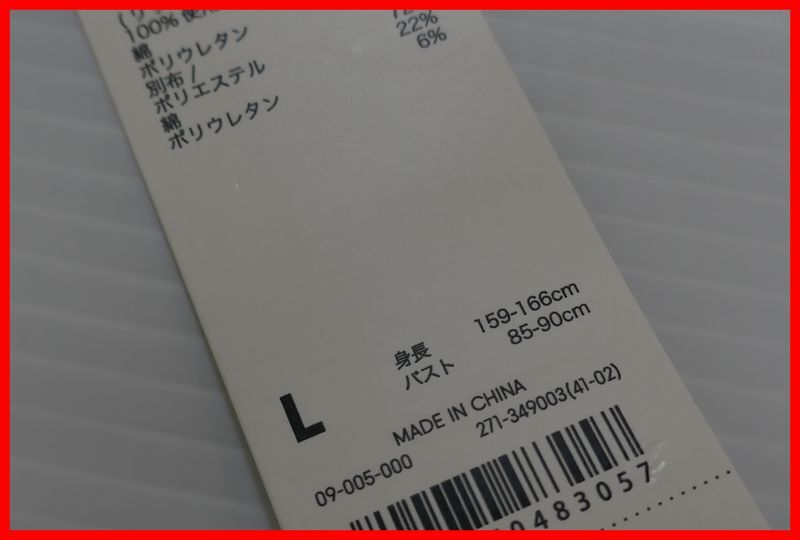 100% 使用
綿
ポリウレタン
別布/
ポリエステル
綿
ポリウレタン
22%
6%
身長 159-166cm
バスト 85-90cm
L
MADE IN CHINA
09-005-000 271-349003(41-02)
0483057